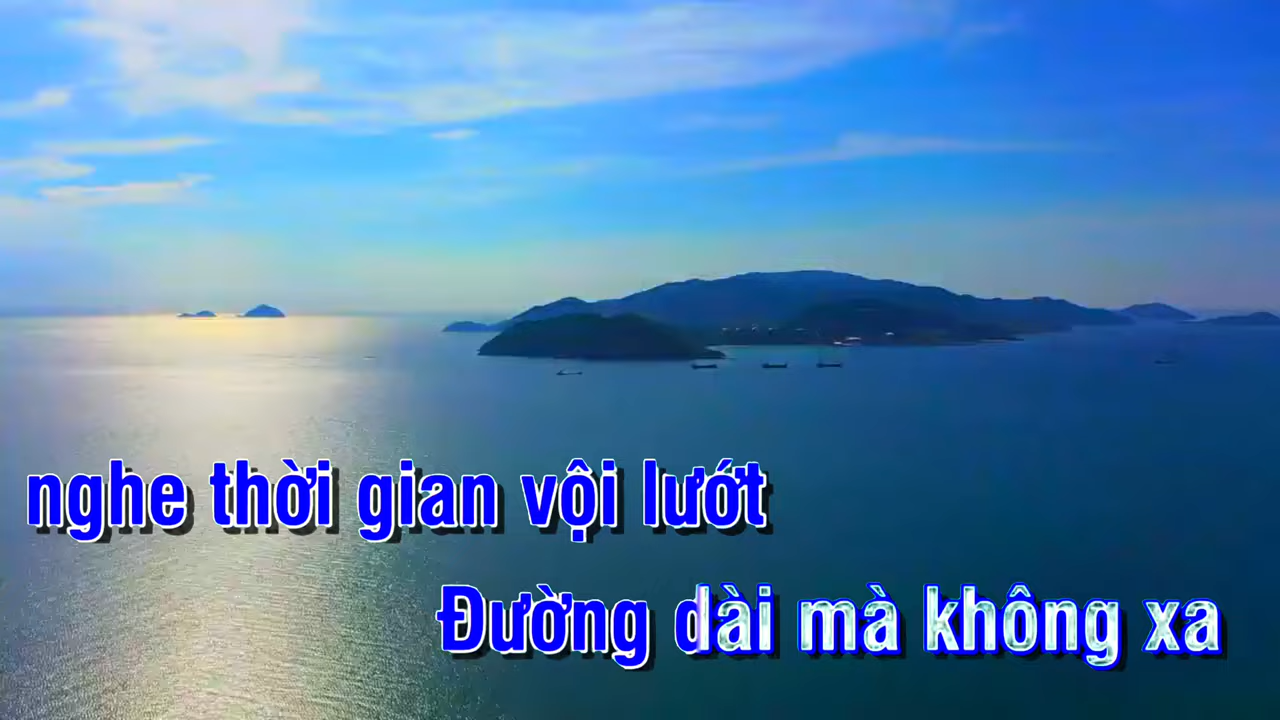 nghe thời gian vội lướt
Đường dài mà không xa